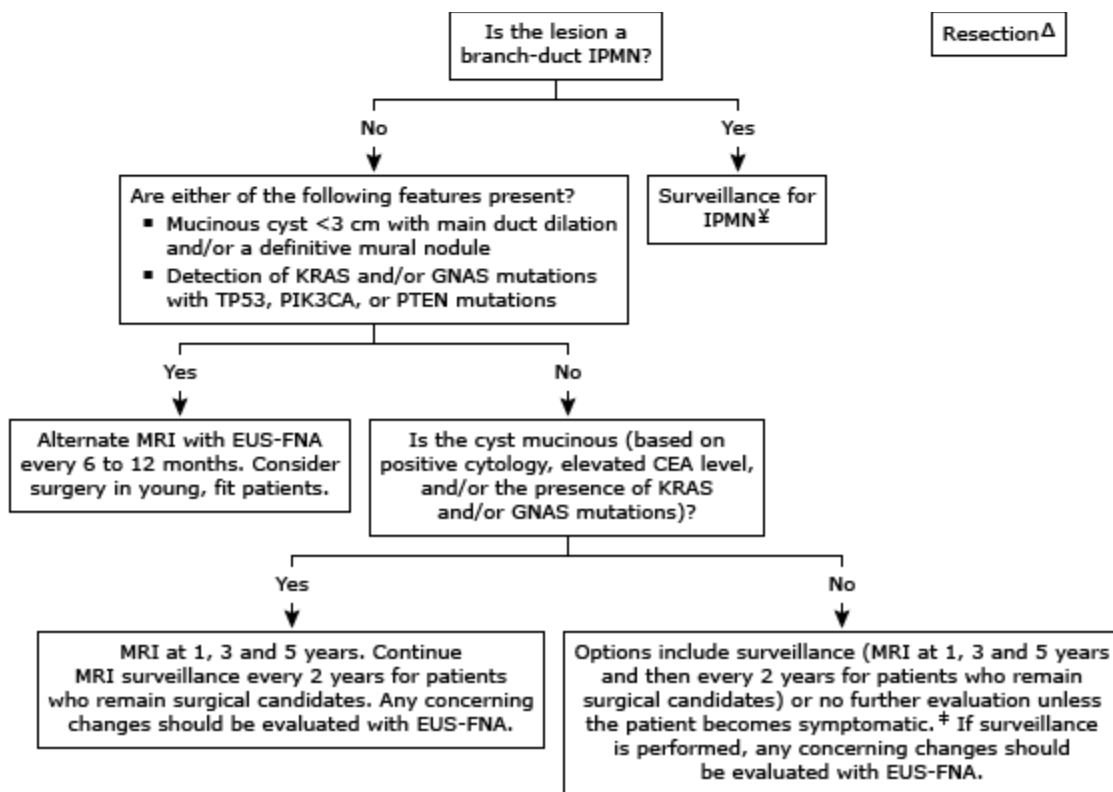 Is the lesion a
branch-duct IPMN?
ResectionΔ
No
Yes
Are either of the following features present?
▪ Mucinous cyst <3 cm with main duct dilation
and/or a definitive mural nodule
▪ Detection of KRAS and/or GNAS mutations
with TP53, PIK3CA, or PTEN mutations
Surveillance for
IPMN¥
Yes
No
Alternate MRI with EUS-FNA
every 6 to 12 months. Consider
surgery in young, fit patients.
Is the cyst mucinous (based on
positive cytology, elevated CEA level,
and/or the presence of KRAS
and/or GNAS mutations)?
Yes
No
MRI at 1, 3 and 5 years. Continue
MRI surveillance every 2 years for patients
who remain surgical candidates. Any concerning
changes should be evaluated with EUS-FNA.
Options include surveillance (MRI at 1, 3 and 5 years
and then every 2 years for patients who remain
surgical candidates) or no further evaluation unless
the patient becomes symptomatic.‡ If surveillance
is performed, any concerning changes should
be evaluated with EUS-FNA.